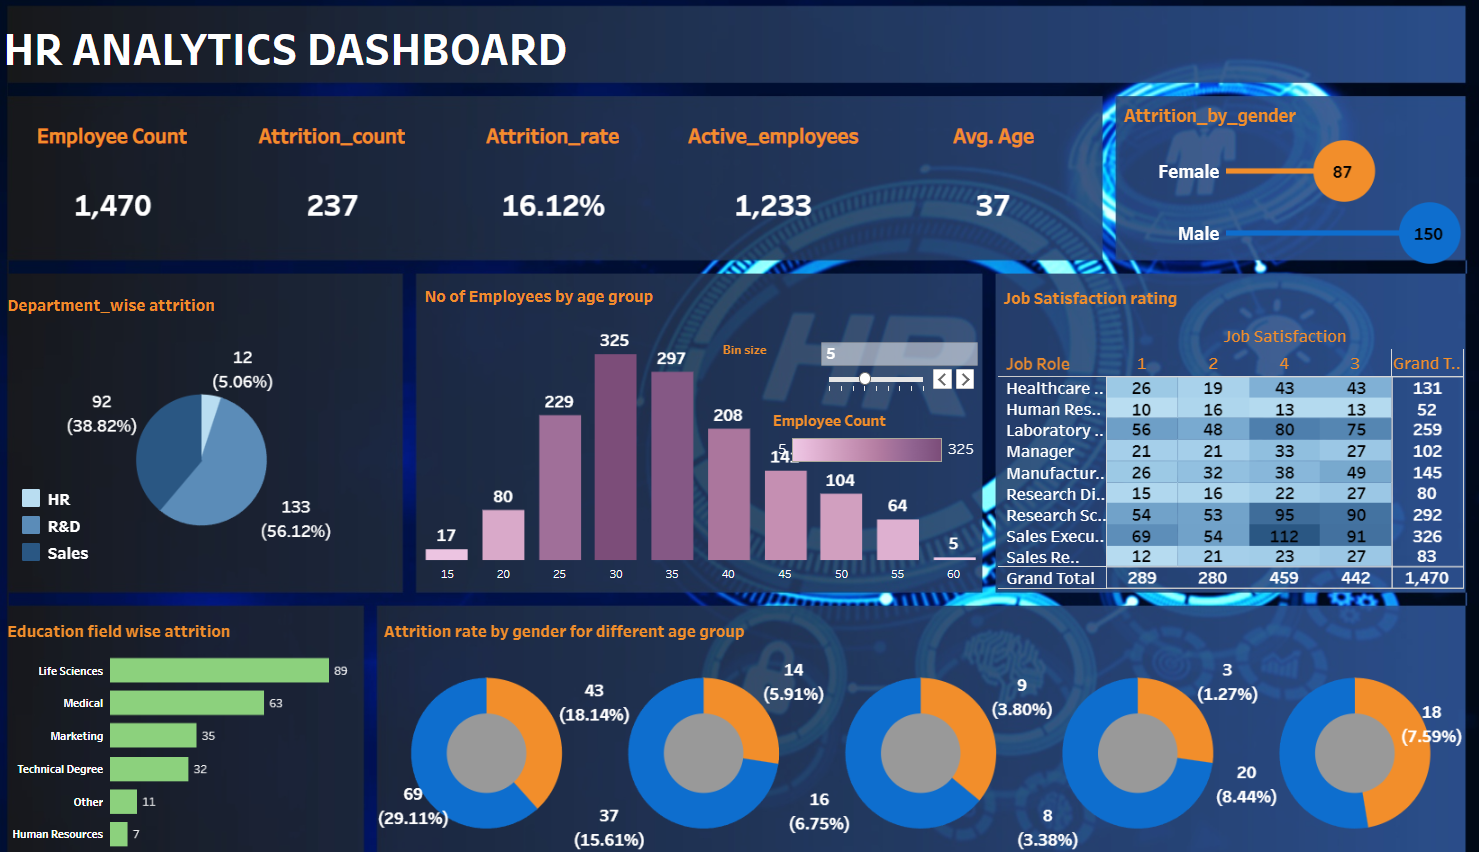 HR ANALYTICS DASHBOARD
Employee Count
Attrition_count
Attrition_rate
Active_employees
Avg. Age
1,470
237
16.12%
1,233
37
Attrition_by_gender
Female
87
Male
150
Department_wise attrition
12
(5.06%)
92
(38.82%)
133
(56.12%)
HR
R&D
Sales
No of Employees by age group
Bin size
5
Employee Count
5
325
17
80
229
325
297
208
104
64
5
15 20 25 30 35 40 45 50 55 60
HR
Job Satisfaction rating
Job Satisfaction
Job Role 1 2 4 3 Grand T..
Healthcare .. 26 19 43 43 131
Human Res.. 10 16 13 13 52
Laboratory .. 56 48 80 75 259
Manager 21 21 33 27 102
Manufactur.. 26 32 38 49 145
Research Di.. 15 16 22 27 80
Research Sc.. 54 53 95 90 292
Sales Execu.. 69 54 112 91 326
Sales Re.. 12 21 23 27 83
Grand Total 289 280 459 442 1,470
Education field wise attrition
Life Sciences 89
Medical 63
Marketing 35
Technical Degree 32
Other 11
Human Resources 7
Attrition rate by gender for different age group
43
(18.14%)
69
(29.11%)
14
(5.91%)
37
(15.61%)
9
(3.80%)
16
(6.75%)
3
(1.27%)
8
(3.38%)
18
(7.59%)
20
(8.44%)